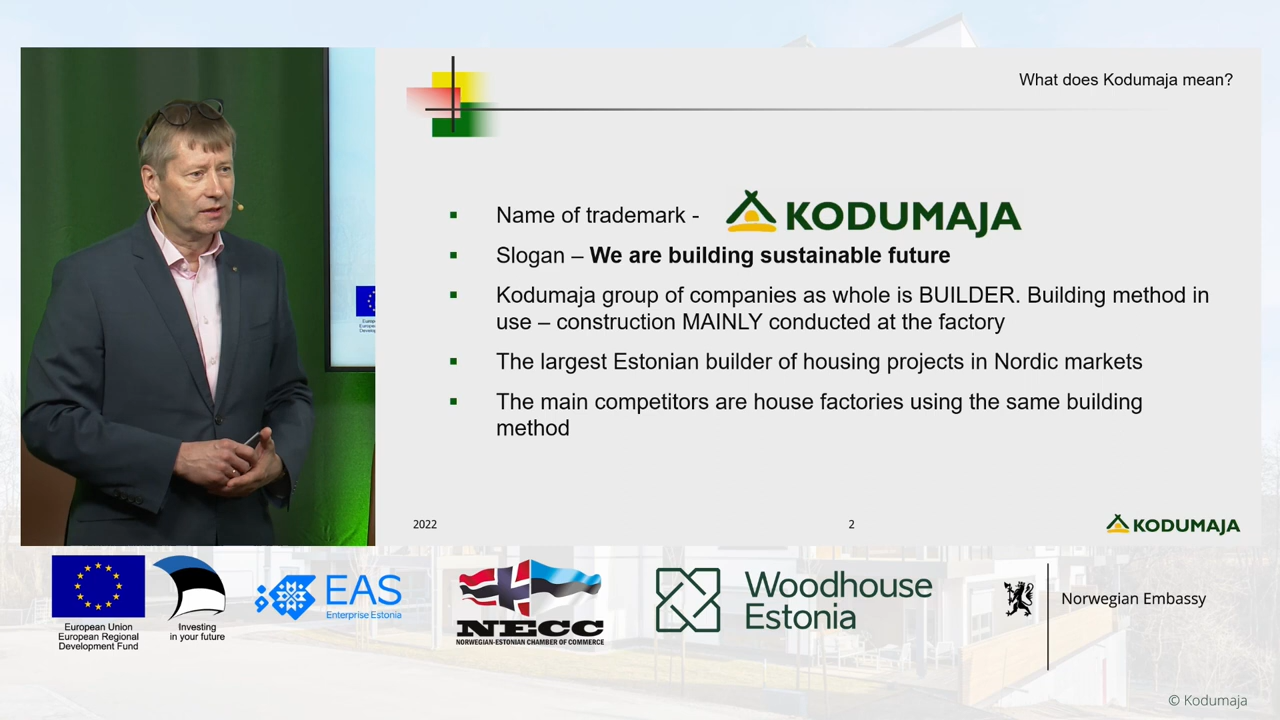 What does Kodumaja mean?
Name of trademark - KODUMAJA
Slogan – We are building sustainable future
Kodumaja group of companies as whole is BUILDER. Building method in
use – construction MAINLY conducted at the factory
The largest Estonian builder of housing projects in Nordic markets
The main competitors are house factories using the same building
method
2022
2
KODUMAJA
European Union
European Regional
Development Fund
Investing
in your future
EAS
Enterprise Estonia
NECC
NORWEGIAN-ESTONIAN CHAMBER OF COMMERCE
Woodhouse
Estonia
Norwegian Embassy
© Kodumaja